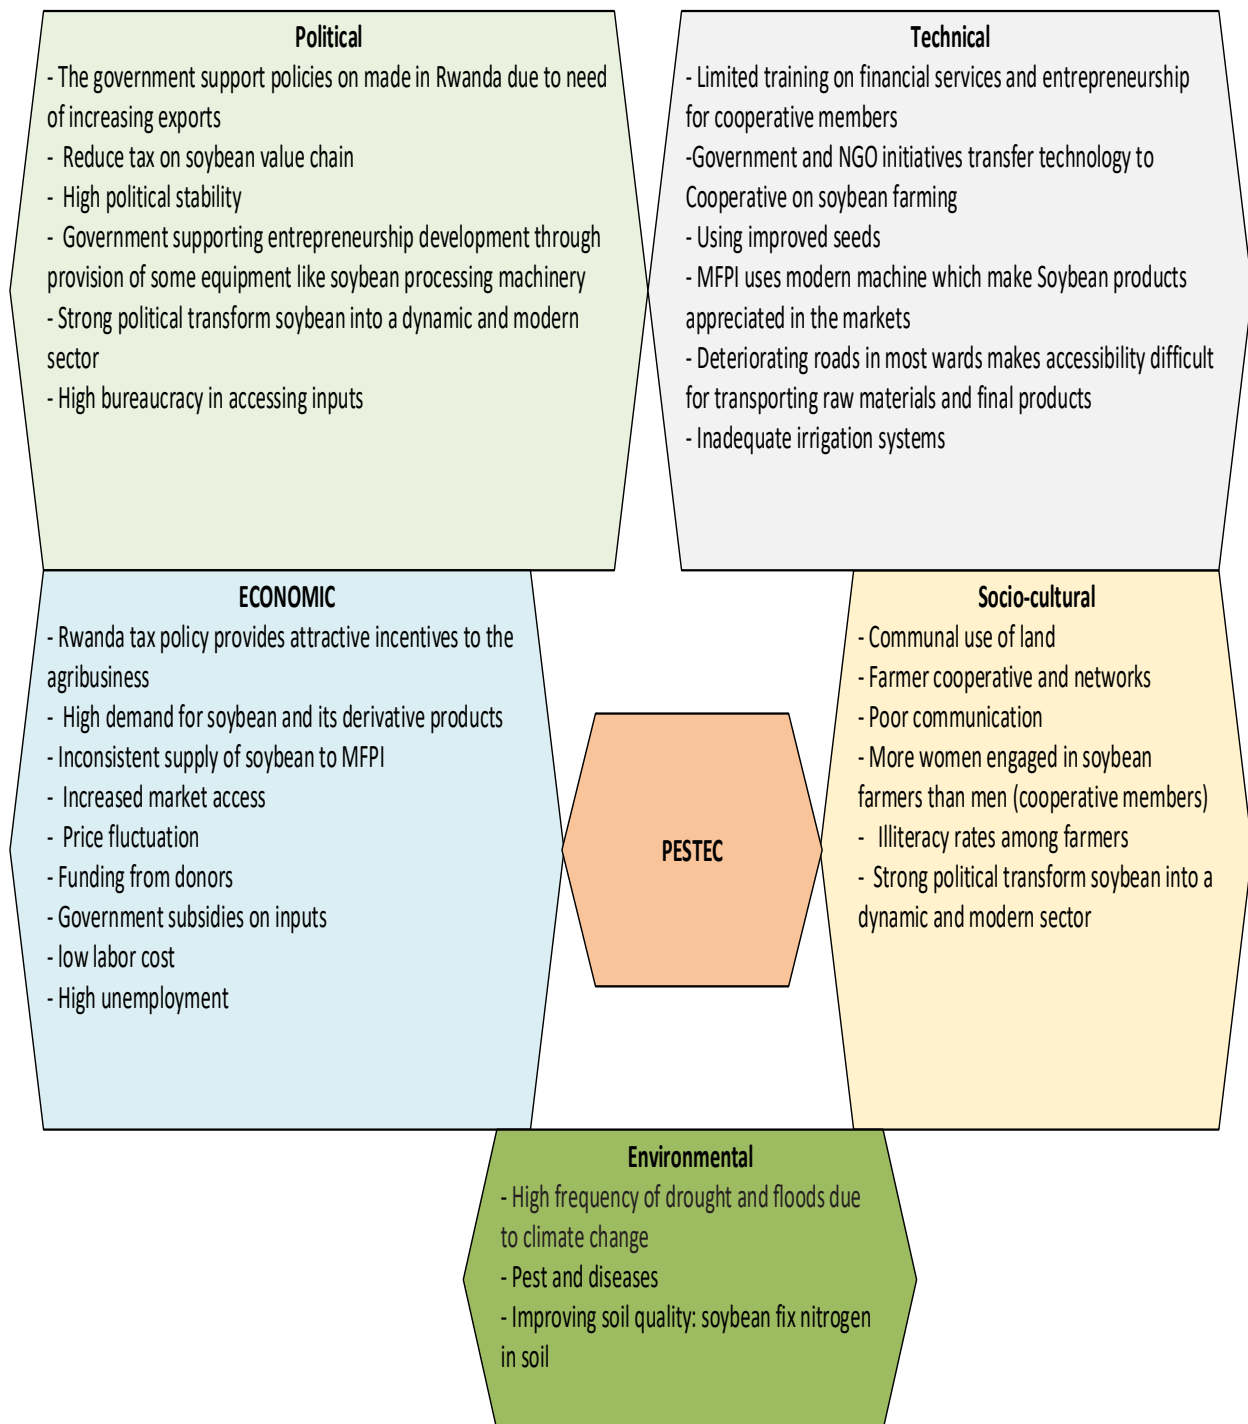 Political
- The government support policies on made in Rwanda due to need
of increasing exports
- Reduce tax on soybean value chain
- High political stability
- Government supporting entrepreneurship development through
provision of some equipment like soybean processing machinery
- Strong political transform soybean into a dynamic and modern
sector
- High bureaucracy in accessing inputs
Technical
- Limited training on financial services and entrepreneurship
for cooperative members
-Government and NGO initiatives transfer technology to
Cooperative on soybean farming
- Using improved seeds
- MFPI uses modern machine which make Soybean products
appreciated in the markets
- Deteriorating roads in most wards makes accessibility difficult
for transporting raw materials and final products
- Inadequate irrigation systems
ECONOMIC
- Rwanda tax policy provides attractive incentives to the
agribusiness
- High demand for soybean and its derivative products
- Inconsistent supply of soybean to MFPI
- Increased market access
- Price fluctuation
- Funding from donors
- Government subsidies on inputs
- low labor cost
- High unemployment
PESTEC
Socio-cultural
- Communal use of land
- Farmer cooperative and networks
- Poor communication
- More women engaged in soybean
farmers than men (cooperative members)
- Illiteracy rates among farmers
- Strong political transform soybean into a
dynamic and modern sector
Environmental
- High frequency of drought and floods due
to climate change
- Pest and diseases
- Improving soil quality: soybean fix nitrogen
in soil